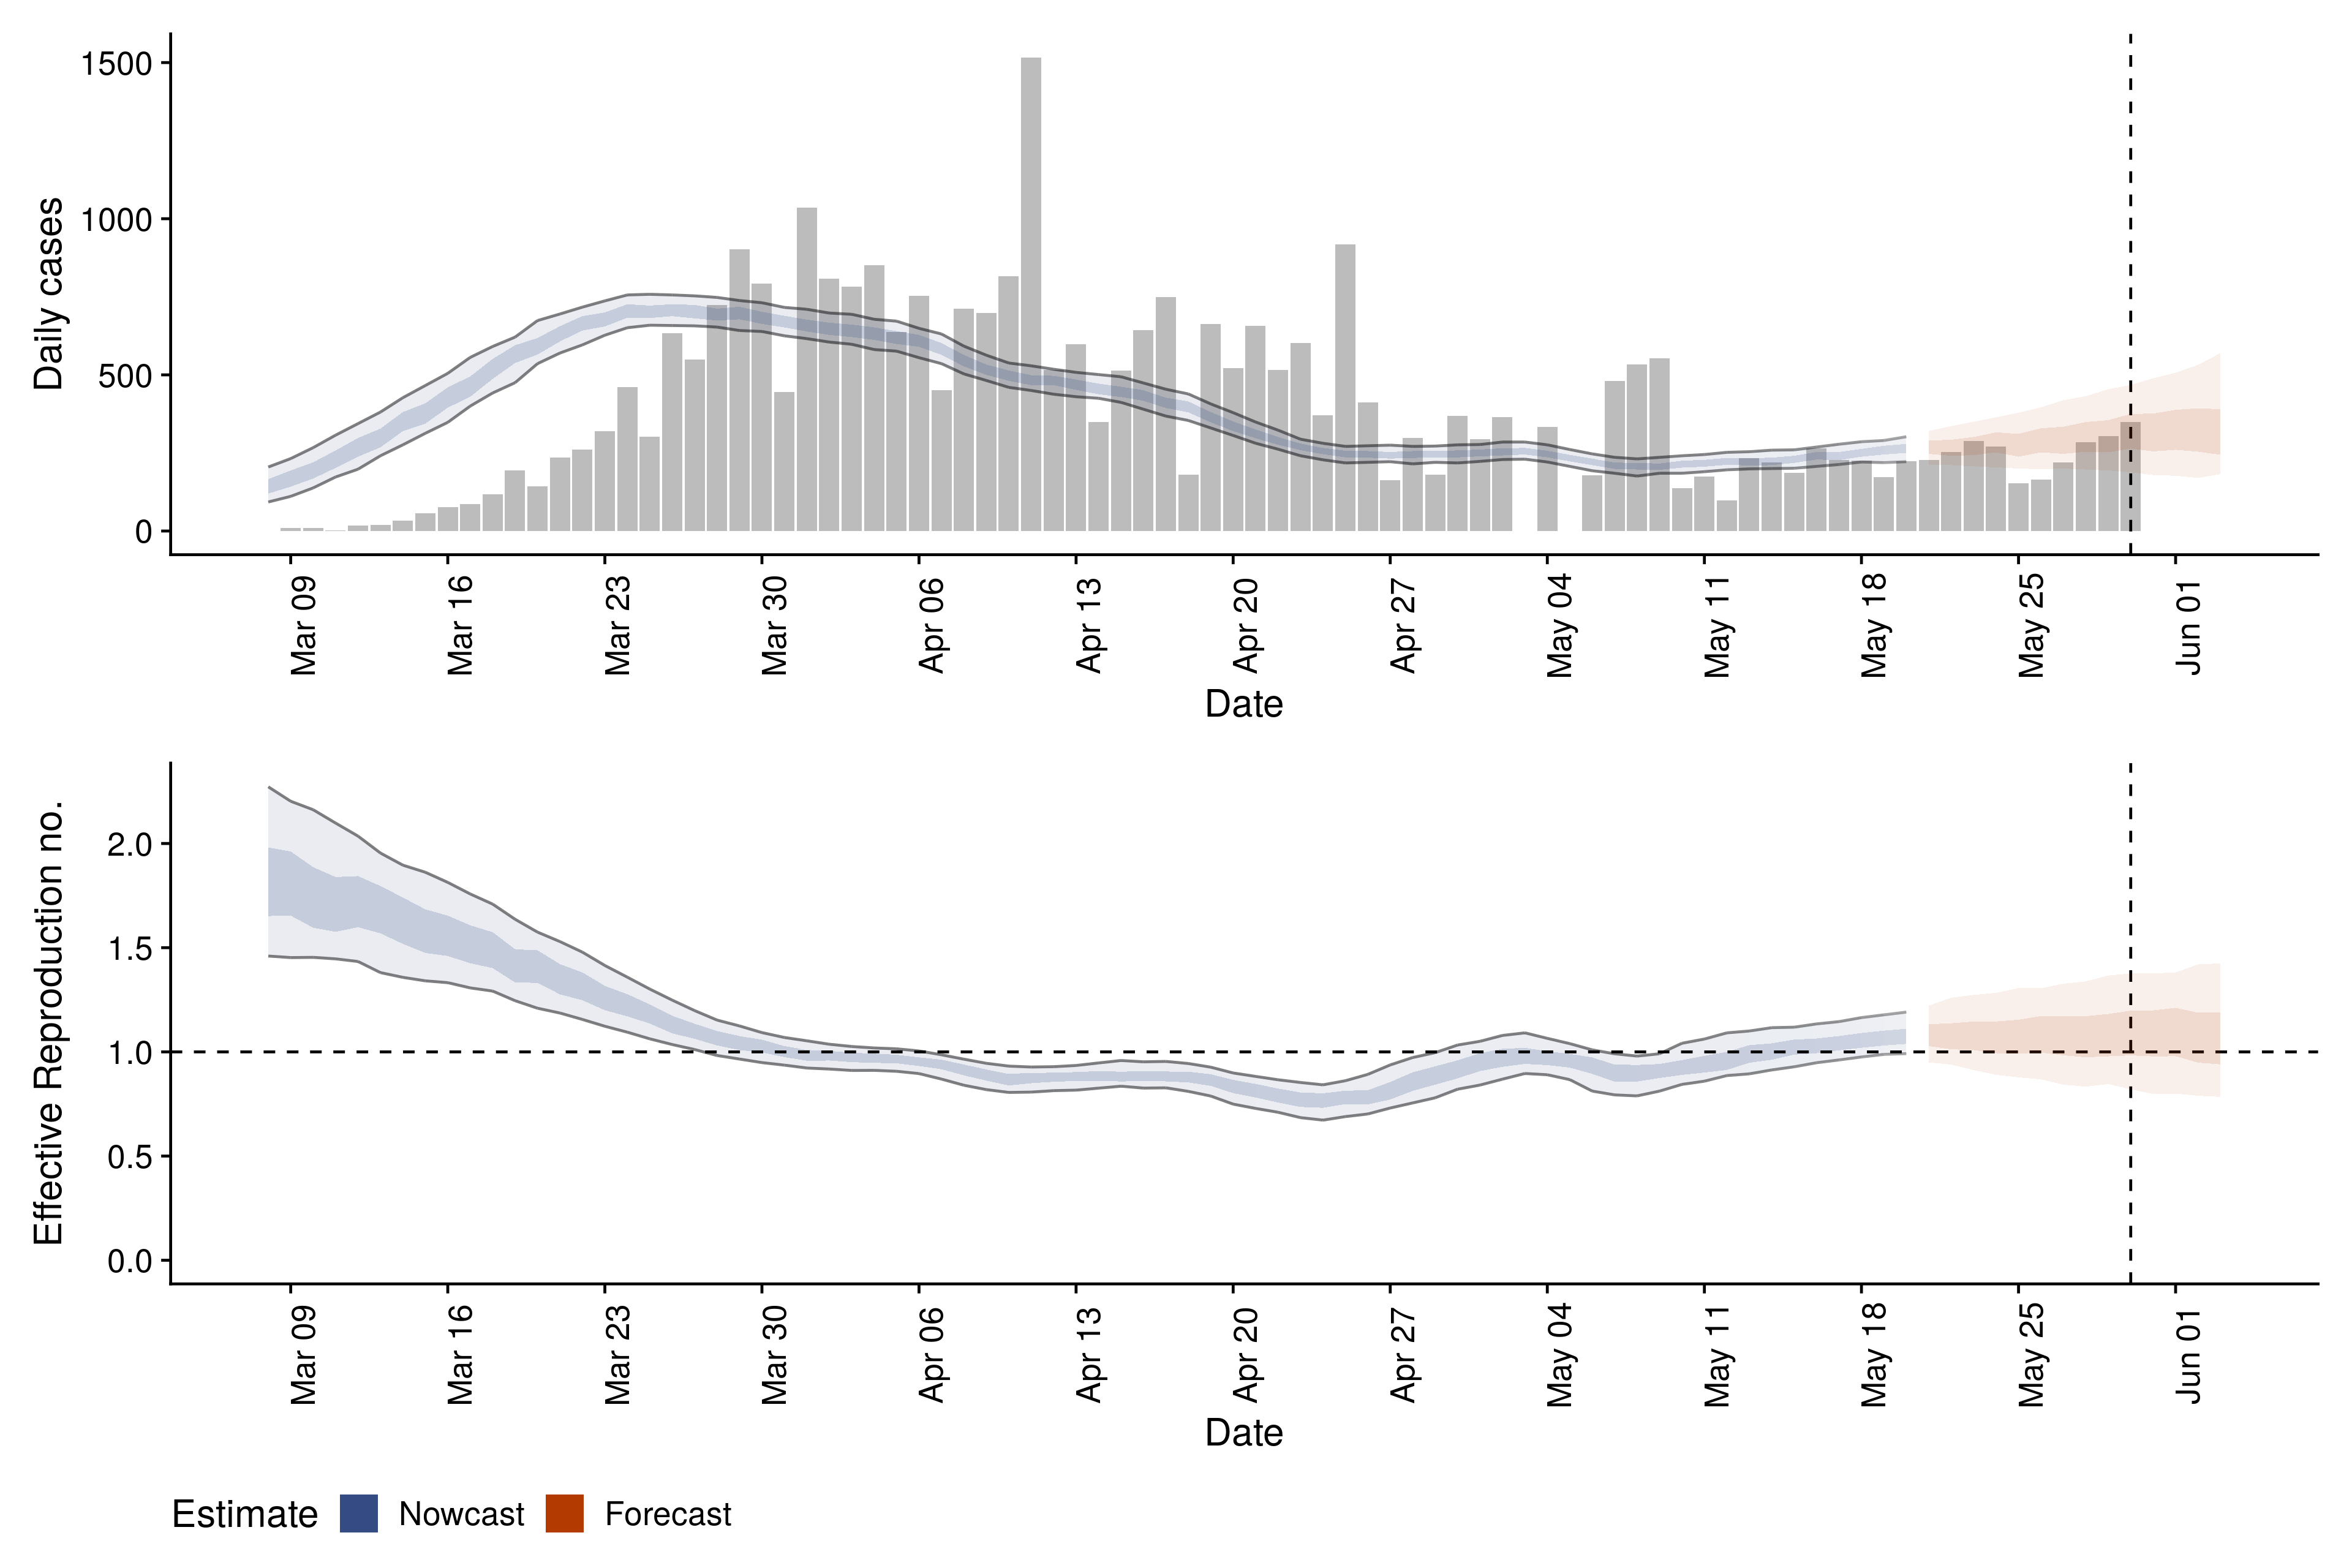 Daily cases
1500
1000
500
0
Mar 09
Mar 16
Mar 23
Mar 30
Apr 06
Apr 13
Apr 20
Apr 27
May 04
May 11
May 18
May 25
Jun 01
Date
Effective Reproduction no.
2.0
1.5
1.0
0.5
0.0
Mar 09
Mar 16
Mar 23
Mar 30
Apr 06
Apr 13
Apr 20
Apr 27
May 04
May 11
May 18
May 25
Jun 01
Date
Estimate Nowcast Forecast